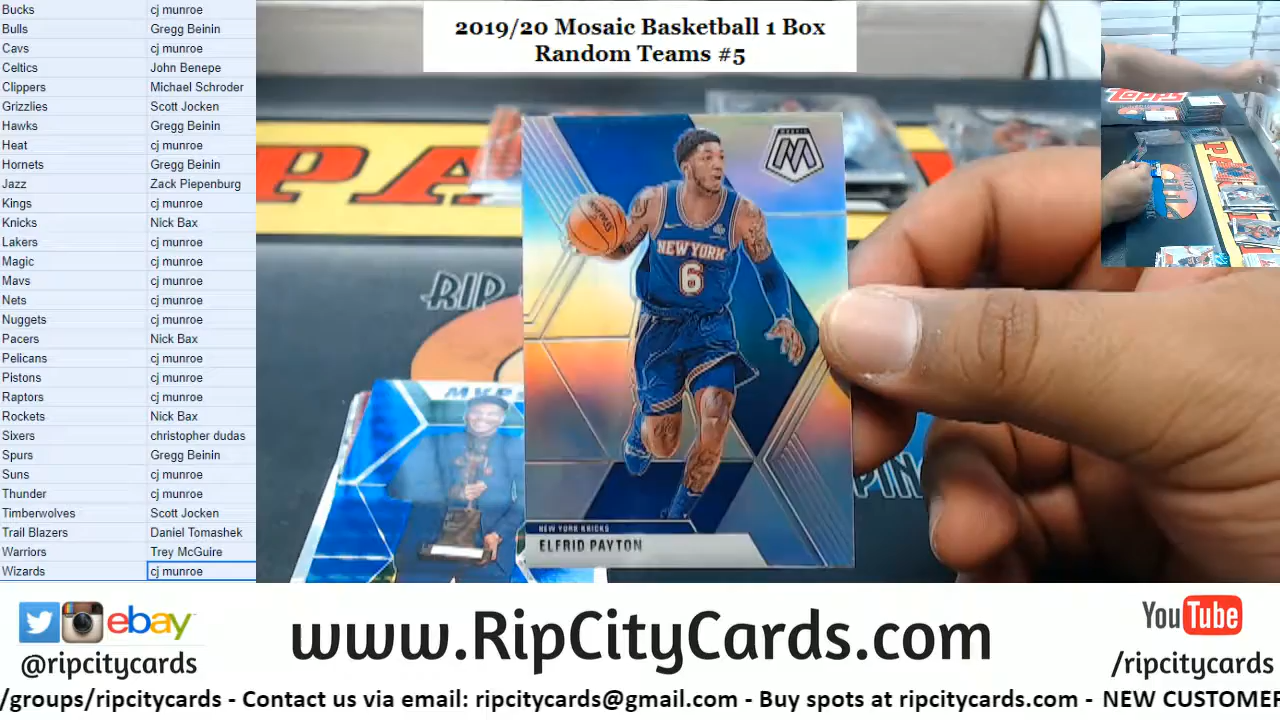 Bucks cj munroe
Bulls Gregg Beinin
Cavs cj munroe
Celtics John Benepe
Clippers Michael Schroder
Grizzlies Scott Jocken
Hawks Gregg Beinin
Heat cj munroe
Hornets Gregg Beinin
Jazz Zack Piepenburg
Kings cj munroe
Knicks Nick Bax
Lakers cj munroe
Magic cj munroe
Mavs cj munroe
Nets cj munroe
Nuggets cj munroe
Pacers Nick Bax
Pelicans cj munroe
Pistons cj munroe
Raptors cj munroe
Rockets Nick Bax
Sixers christopher dudas
Spurs Gregg Beinin
Suns cj munroe
Thunder cj munroe
Timberwolves Scott Jocken
Trail Blazers Daniel Tomashek
Warriors Trey McGuire
Wizards cj munroe
2019/20 Mosaic Basketball 1 Box
Random Teams #5
Topps
PA
RIP
PIN
MVPs
MOSAIC
NEW YORK
6
NEW YORK KNICKS
ELFRID PAYTON
ebay
@ripcitycards
www.RipCityCards.com
YouTube
/ripcitycards
/groups/ripcitycards - Contact us via email: ripcitycards@gmail.com - Buy spots at ripcitycards.com - NEW CUSTOMER